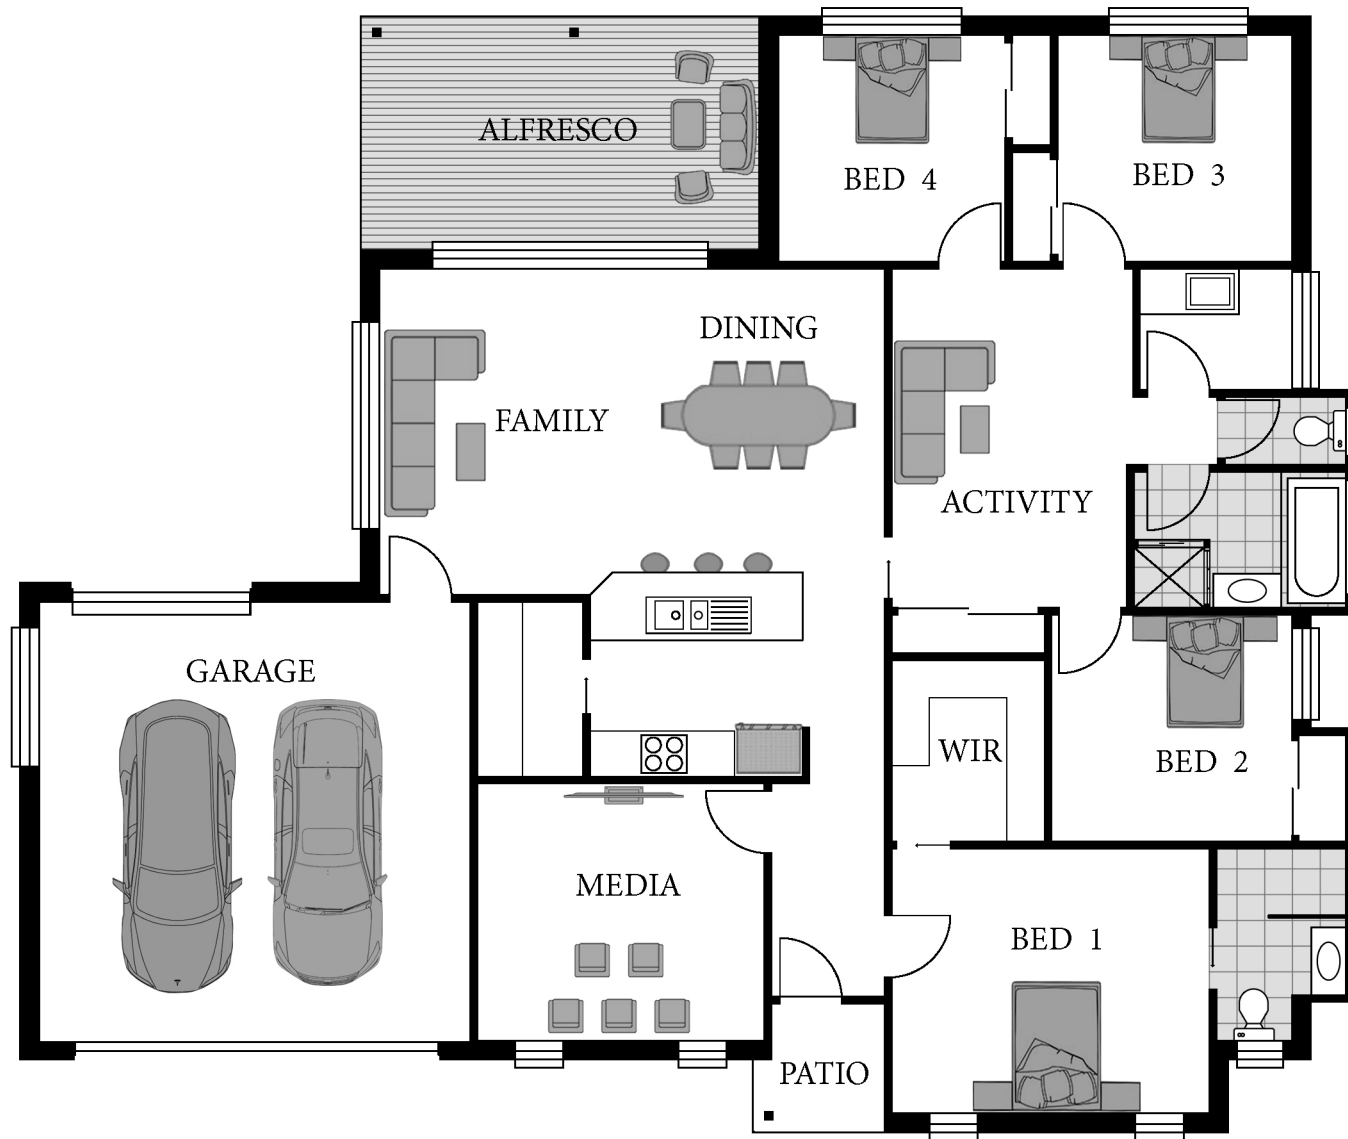 ALFRESCO
BED 4
BED 3
DINING
FAMILY
ACTIVITY
GARAGE
WIR
BED 2
MEDIA
BED 1
PATIO